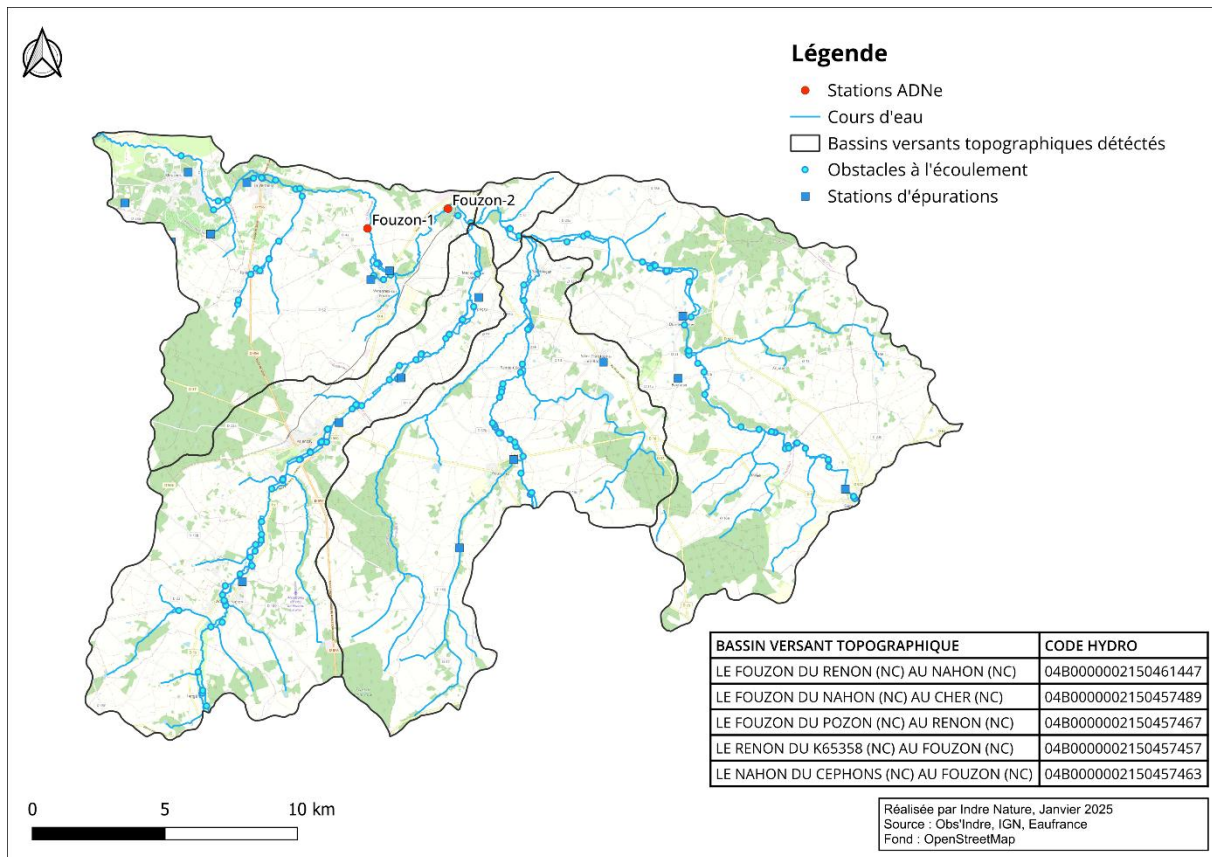 Légende
Stations ADNe
Cours d'eau
Bassins versants topographiques détéctés
Obstacles à l'écoulement
Stations d'épurations
Fouzon-2
Fouzon-1
BASSIN VERSANT TOPOGRAPHIQUE CODE HYDRO
LE FOUZON DU RENON (NC) AU NAHON (NC) 04B0000002150461447
LE FOUZON DU NAHON (NC) AU CHER (NC) 04B0000002150457489
LE FOUZON DU POZON (NC) AU RENON (NC) 04B0000002150457467
LE RENON DU K65358 (NC) AU FOUZON (NC) 04B0000002150457457
LE NAHON DU CEPHONS (NC) AU FOUZON (NC) 04B0000002150457463
0 5 10 km
Réalisée par Indre Nature, Janvier 2025
Source : Obs'Indre, IGN, Eaufrance
Fond : OpenStreetMap